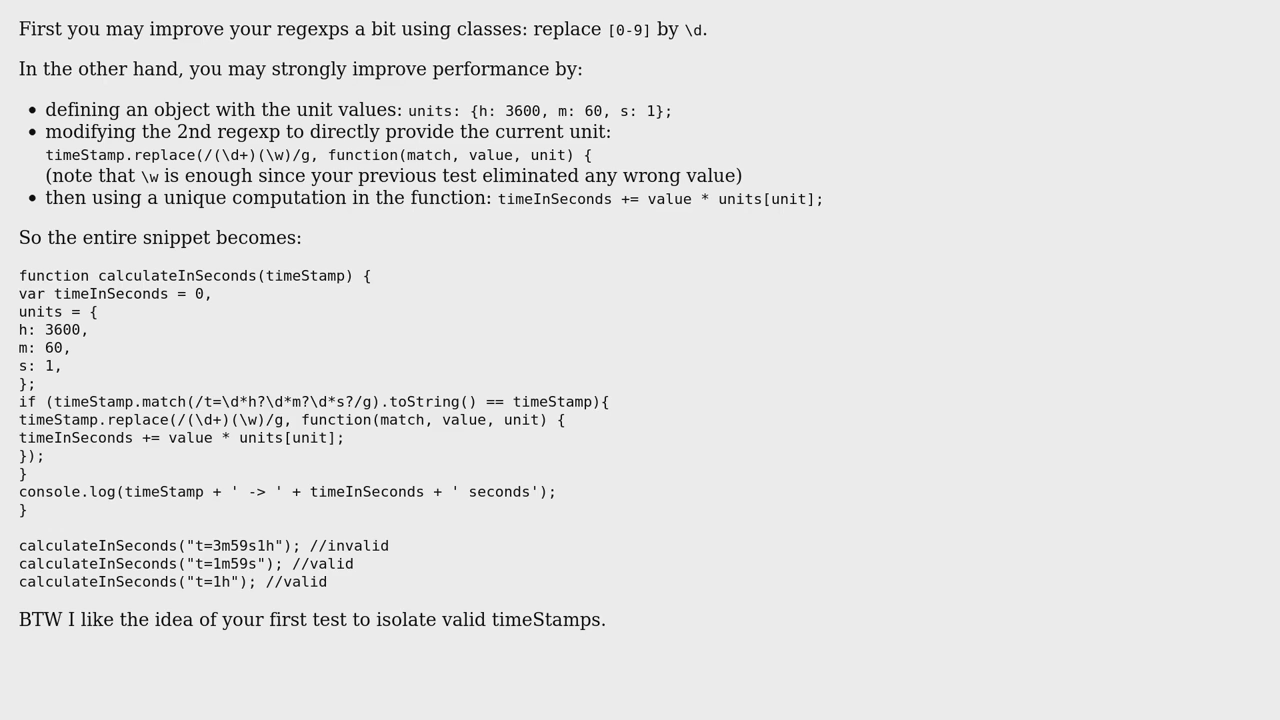 First you may improve your regexps a bit using classes: replace [0-9] by \d.
In the other hand, you may strongly improve performance by:
• defining an object with the unit values: units: {h: 3600, m: 60, s: 1};
• modifying the 2nd regexp to directly provide the current unit:
timeStamp.replace(/(\d+)(\w)/g, function(match, value, unit) {
(note that \w is enough since your previous test eliminated any wrong value)
• then using a unique computation in the function: timeInSeconds += value * units[unit];
So the entire snippet becomes:
function calculateInSeconds(timeStamp) {
var timeInSeconds = 0,
units = {
h: 3600,
m: 60,
s: 1,
};
if (timeStamp.match(/t=\d*h?\d*m?\d*s?/g).toString() == timeStamp){
timeStamp.replace(/(\d+)(\w)/g, function(match, value, unit) {
timeInSeconds += value * units[unit];
});
}
console.log(timeStamp + ' -> ' + timeInSeconds + ' seconds');
}
calculateInSeconds("t=3m59s1h"); //invalid
calculateInSeconds("t=1m59s"); //valid
calculateInSeconds("t=1h"); //valid
BTW I like the idea of your first test to isolate valid timeStamps.